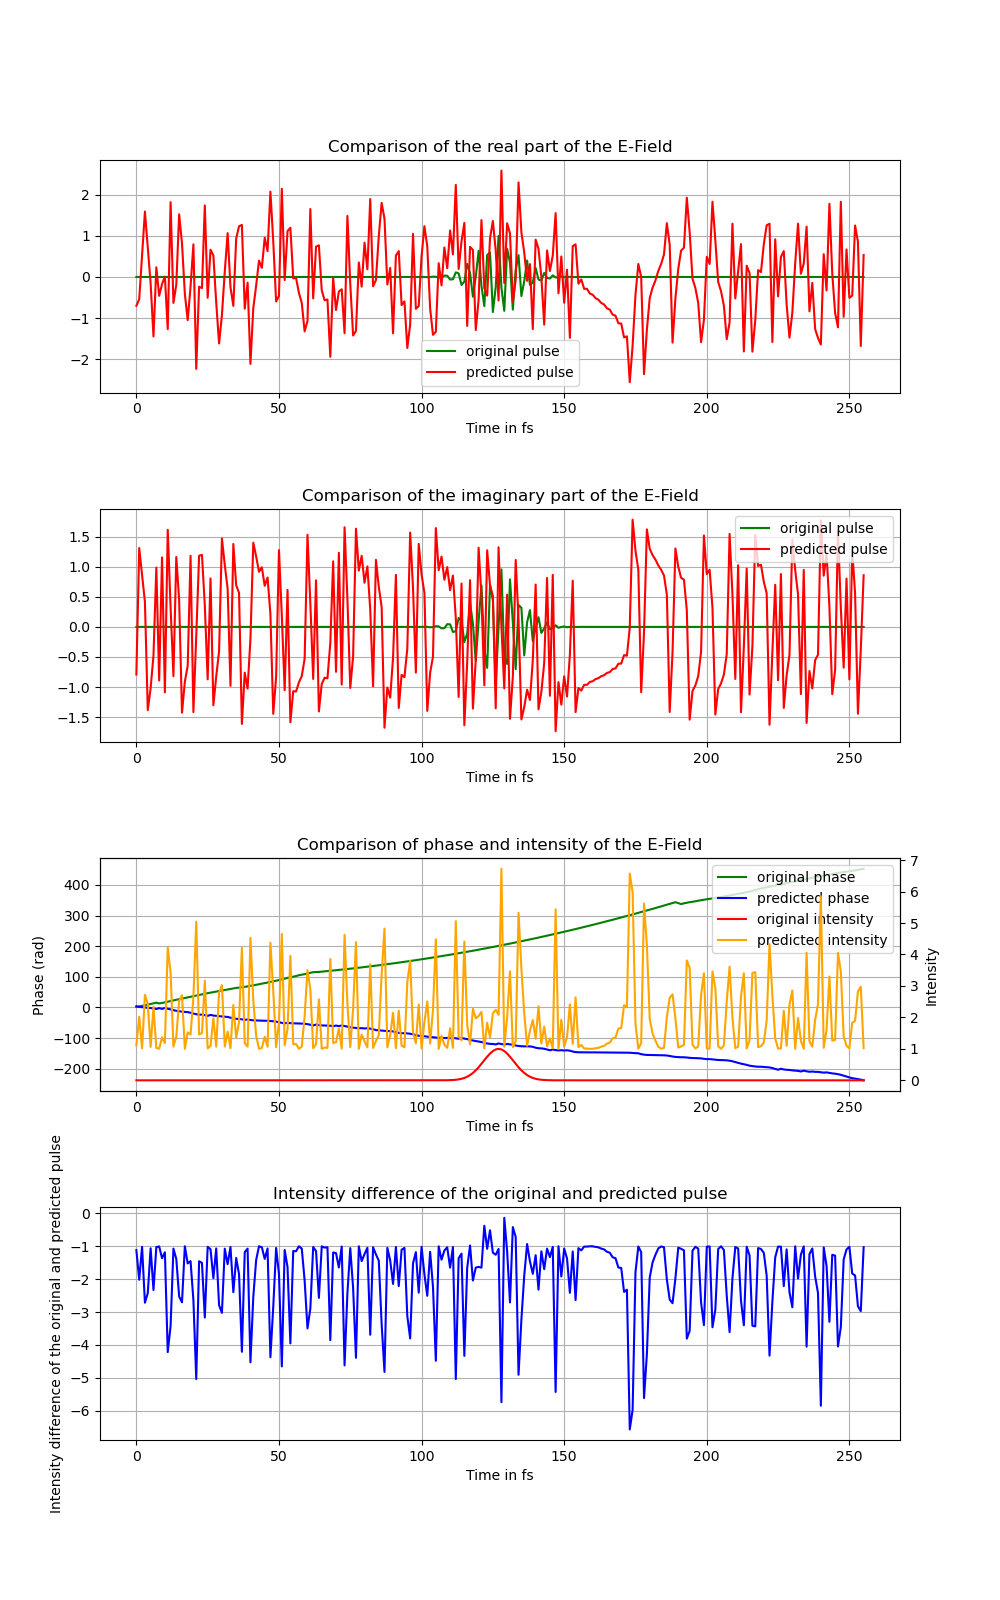 Comparison of the real part of the E-Field
2
1
0
−1
−2
original pulse
predicted pulse
0 50 100 150 200 250
Time in fs
Comparison of the imaginary part of the E-Field
1.5
1.0
0.5
0.0
−0.5
−1.0
−1.5
original pulse
predicted pulse
0 50 100 150 200 250
Time in fs
Comparison of phase and intensity of the E-Field
Phase (rad)
400
300
200
100
0
−100
−200
original phase
predicted phase
original intensity
predicted intensity
7
6
5
4
3
2
1
0
Intensity
0 50 100 150 200 250
Time in fs
Intensity difference of the original and predicted pulse
Intensity difference of the original and predicted pulse
0
−1
−2
−3
−4
−5
−6
0 50 100 150 200 250
Time in fs